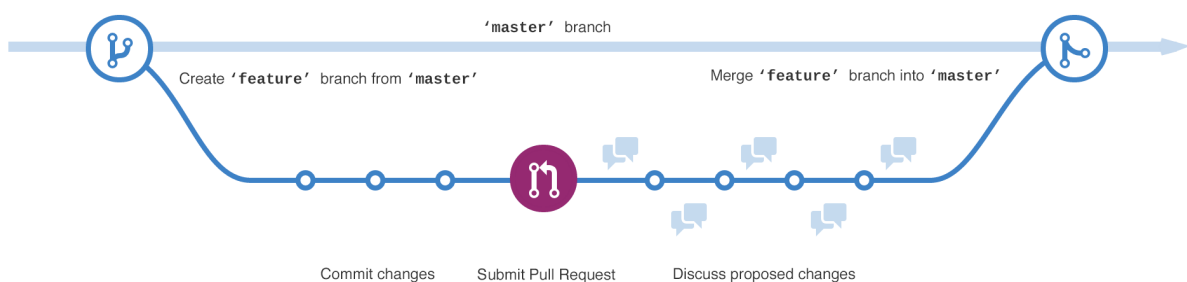 ‘master’ branch
Create ‘feature’ branch from ‘master’
Merge ‘feature’ branch into ‘master’
Commit changes
Submit Pull Request
Discuss proposed changes